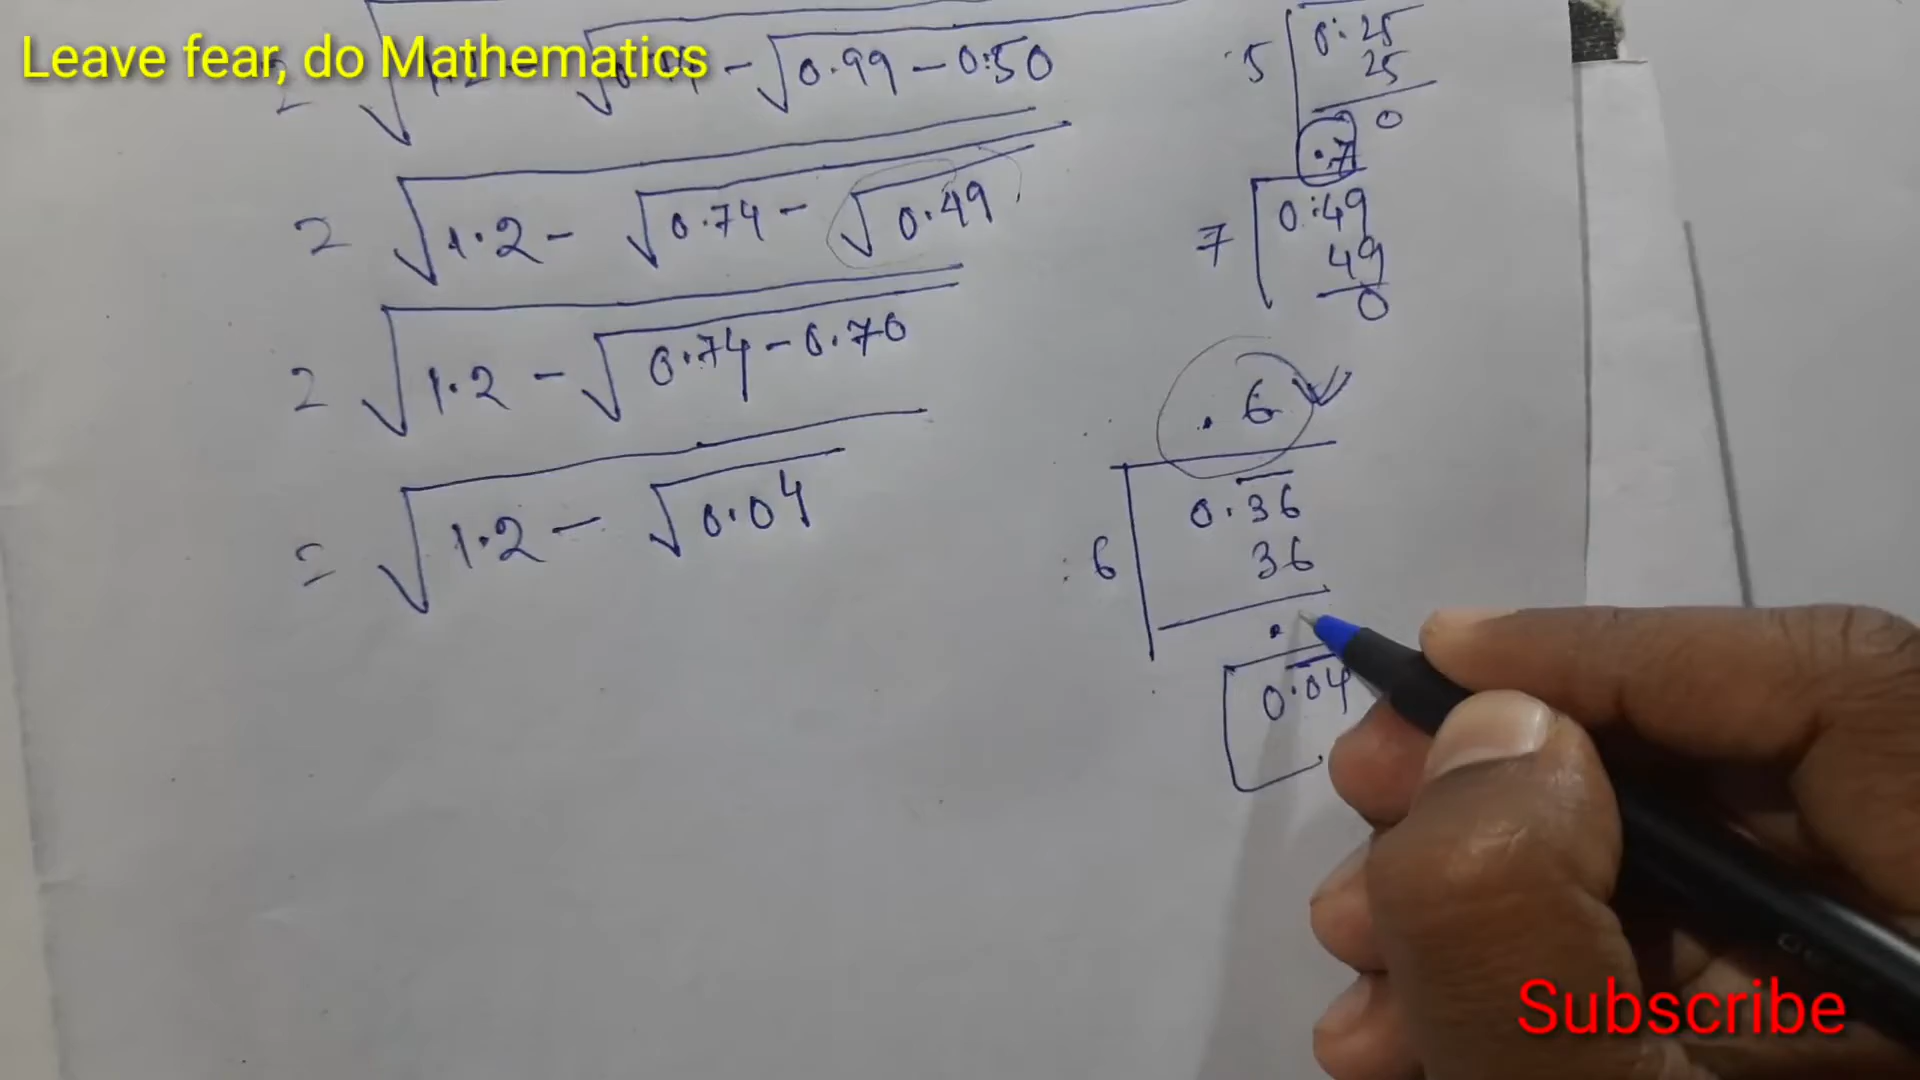 Leave fear, do Mathematics
- √0.99 - 0.50
= √1.2 - √0.74 - √0.49
= √1.2 - √0.74 - 0.70
= √1.2 - √0.04
.5 0.25
25
0
.7
7 0.49
49
0
.6
6 0.36
36
0.04
Subscribe